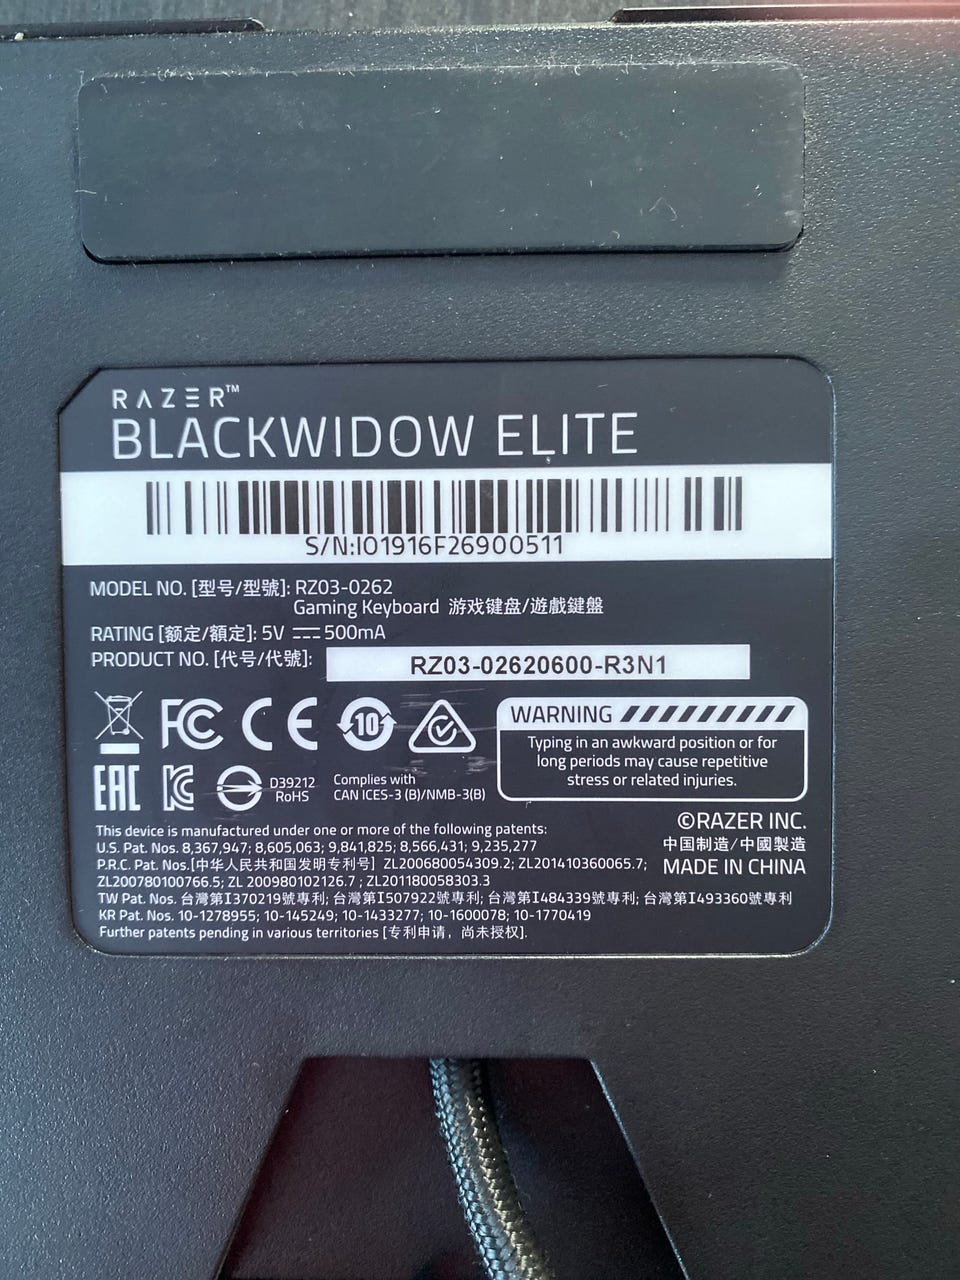 RAZER™
BLACKWIDOW ELITE
S/N:IO1916F26900511
MODEL NO. [型号/型號]: RZ03-0262
Gaming Keyboard 游戏键盘/遊戲鍵盤
RATING [额定/額定]: 5V ⎓ 500mA
PRODUCT NO. [代号/代號]: RZ03-02620600-R3N1
FC CE 10
WARNING
Typing in an awkward position or for
long periods may cause repetitive
stress or related injuries.
EAC KC D39212
RoHS
Complies with
CAN ICES-3 (B)/NMB-3(B)
©RAZER INC.
中国制造/中國製造
MADE IN CHINA
This device is manufactured under one or more of the following patents:
U.S. Pat. Nos. 8,367,947; 8,605,063; 9,841,825; 8,566,431; 9,235,277
P.R.C. Pat. Nos.[中华人民共和国发明专利号] ZL200680054309.2; ZL201410360065.7;
ZL200780100766.5; ZL 200980102126.7 ; ZL201180058303.3
TW Pat. Nos. 台灣第I370219號專利; 台灣第I507922號專利; 台灣第I484339號專利; 台灣第I493360號專利
KR Pat. Nos. 10-1278955; 10-145249; 10-1433277; 10-1600078; 10-1770419
Further patents pending in various territories [专利申请，尚未授权].